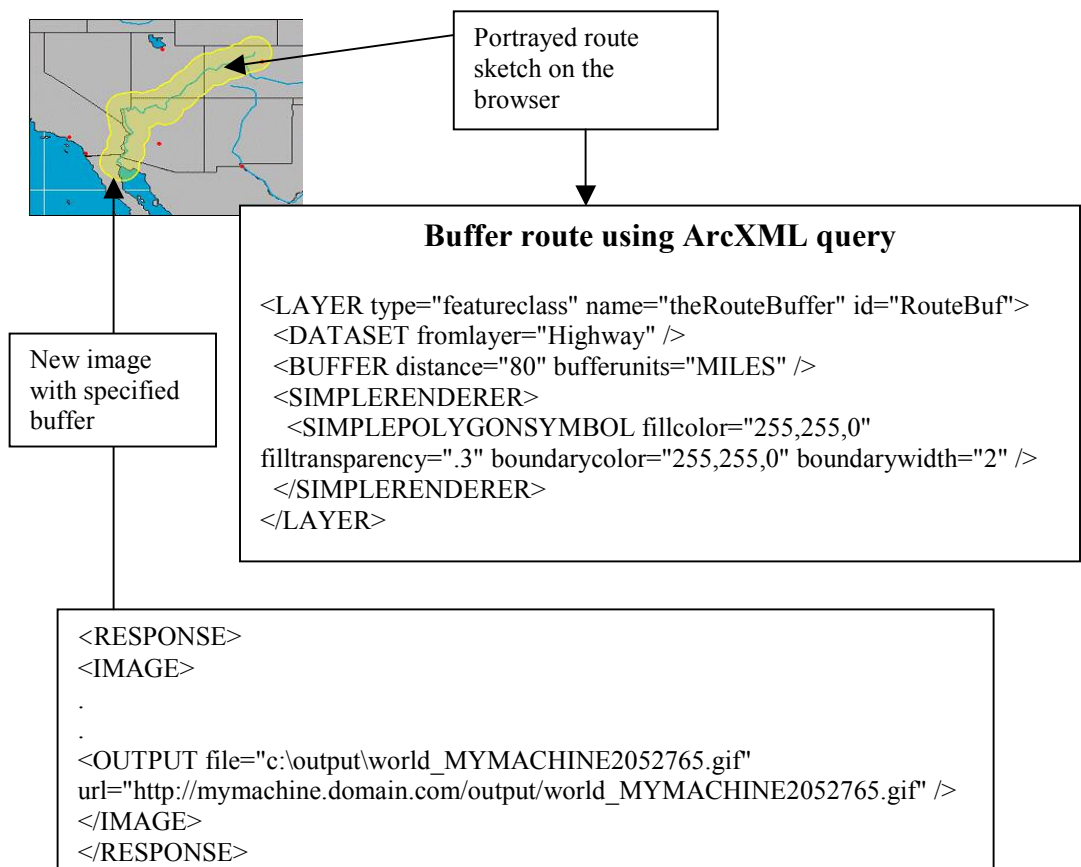 Portrayed route
sketch on the
browser
Buffer route using ArcXML query
<LAYER type="featureclass" name="theRouteBuffer" id="RouteBuf">
<DATASET fromlayer="Highway" />
<BUFFER distance="80" bufferunits="MILES" />
<SIMPLERENDERER>
<SIMPLEPOLYGONSYMBOL fillcolor="255,255,0"
filltransparency=".3" boundarycolor="255,255,0" boundarywidth="2" />
</SIMPLERENDERER>
</LAYER>
New image
with specified
buffer
<RESPONSE>
<IMAGE>
.
.
<OUTPUT file="c:\output\world_MYMACHINE2052765.gif"
url="http://mymachine.domain.com/output/world_MYMACHINE2052765.gif" />
</IMAGE>
</RESPONSE>